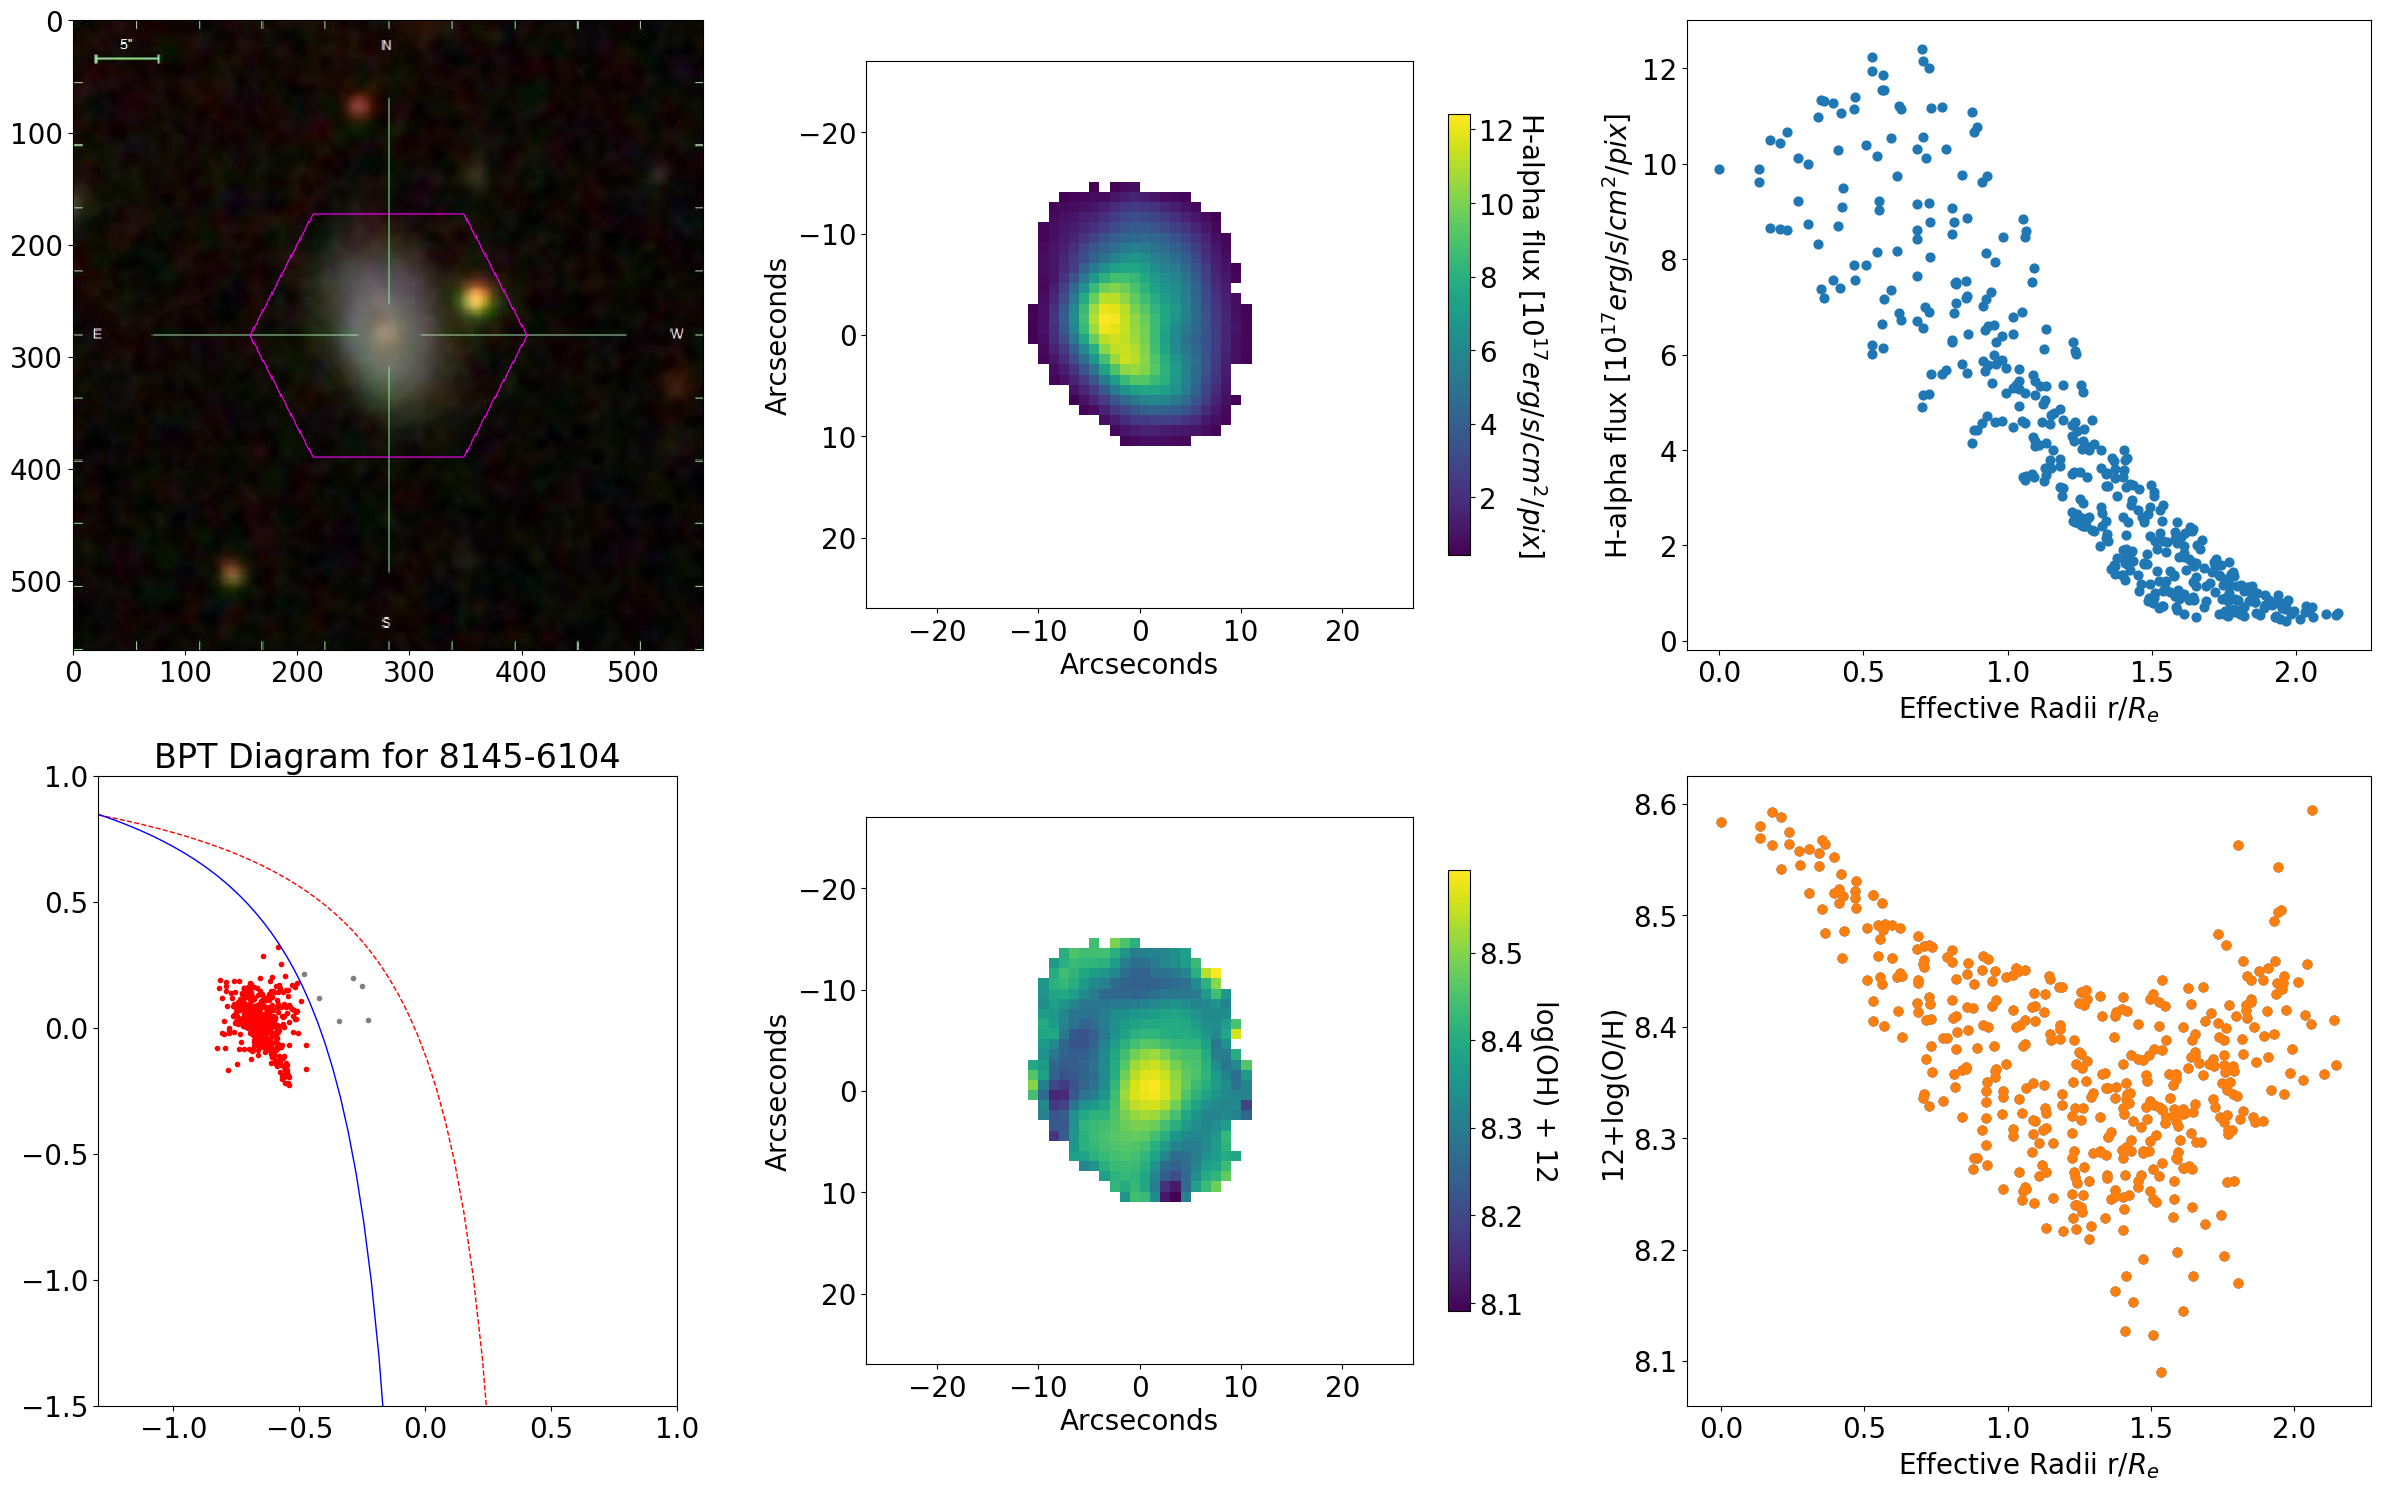 0
100
200
300
400
500
0 100 200 300 400 500
5"
N
E
W
S
−20
−10
0
10
20
−20 −10 0 10 20
Arcseconds
Arcseconds
12
10
8
6
4
2
H-alpha flux [10^17 erg/s/cm^2/pix]
12
10
8
6
4
2
0
0.0 0.5 1.0 1.5 2.0
H-alpha flux [10^17 erg/s/cm^2/pix]
Effective Radii r/R_e
BPT Diagram for 8145-6104
1.0
0.5
0.0
−0.5
−1.0
−1.5
−1.0 −0.5 0.0 0.5 1.0
−20
−10
0
10
20
−20 −10 0 10 20
Arcseconds
Arcseconds
8.5
8.4
8.3
8.2
8.1
log(OH) + 12
8.6
8.5
8.4
8.3
8.2
8.1
0.0 0.5 1.0 1.5 2.0
12+log(O/H)
Effective Radii r/R_e